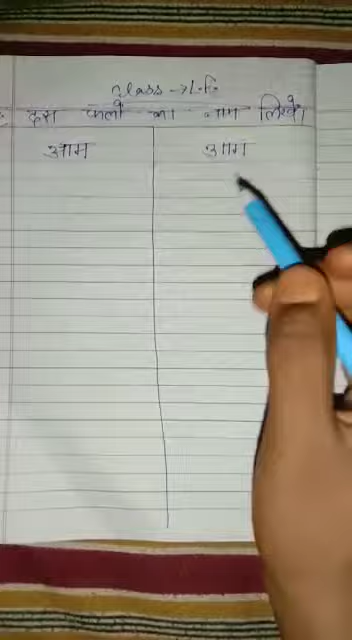 Class → L.K.G
दस फलों का नाम लिखें।
आम आम